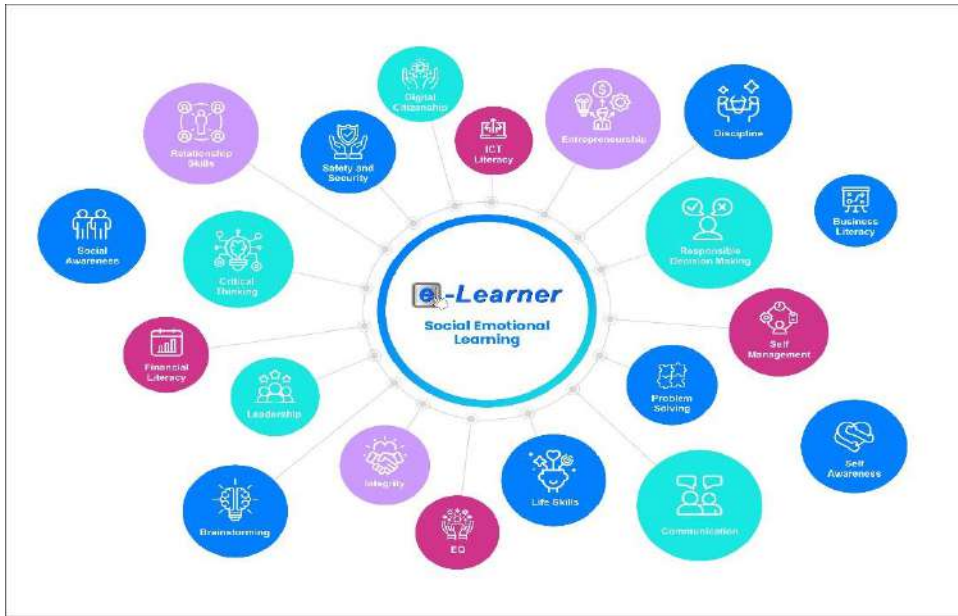 Digital
Citizenship
Relationship
Skills
Safety and
Security
ICT
Literacy
Entrepreneurship
Discipline
Social
Awareness
Critical
Thinking
Responsible
Decision Making
Business
Literacy
e-Learner
Social Emotional
Learning
Financial
Literacy
Leadership
Problem
Solving
Self
Management
Brainstorming
Integrity
EQ
Life Skills
Communication
Self
Awareness